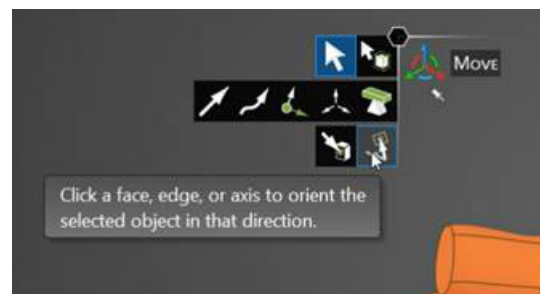 MOVE
Click a face, edge, or axis to orient the
selected object in that direction.